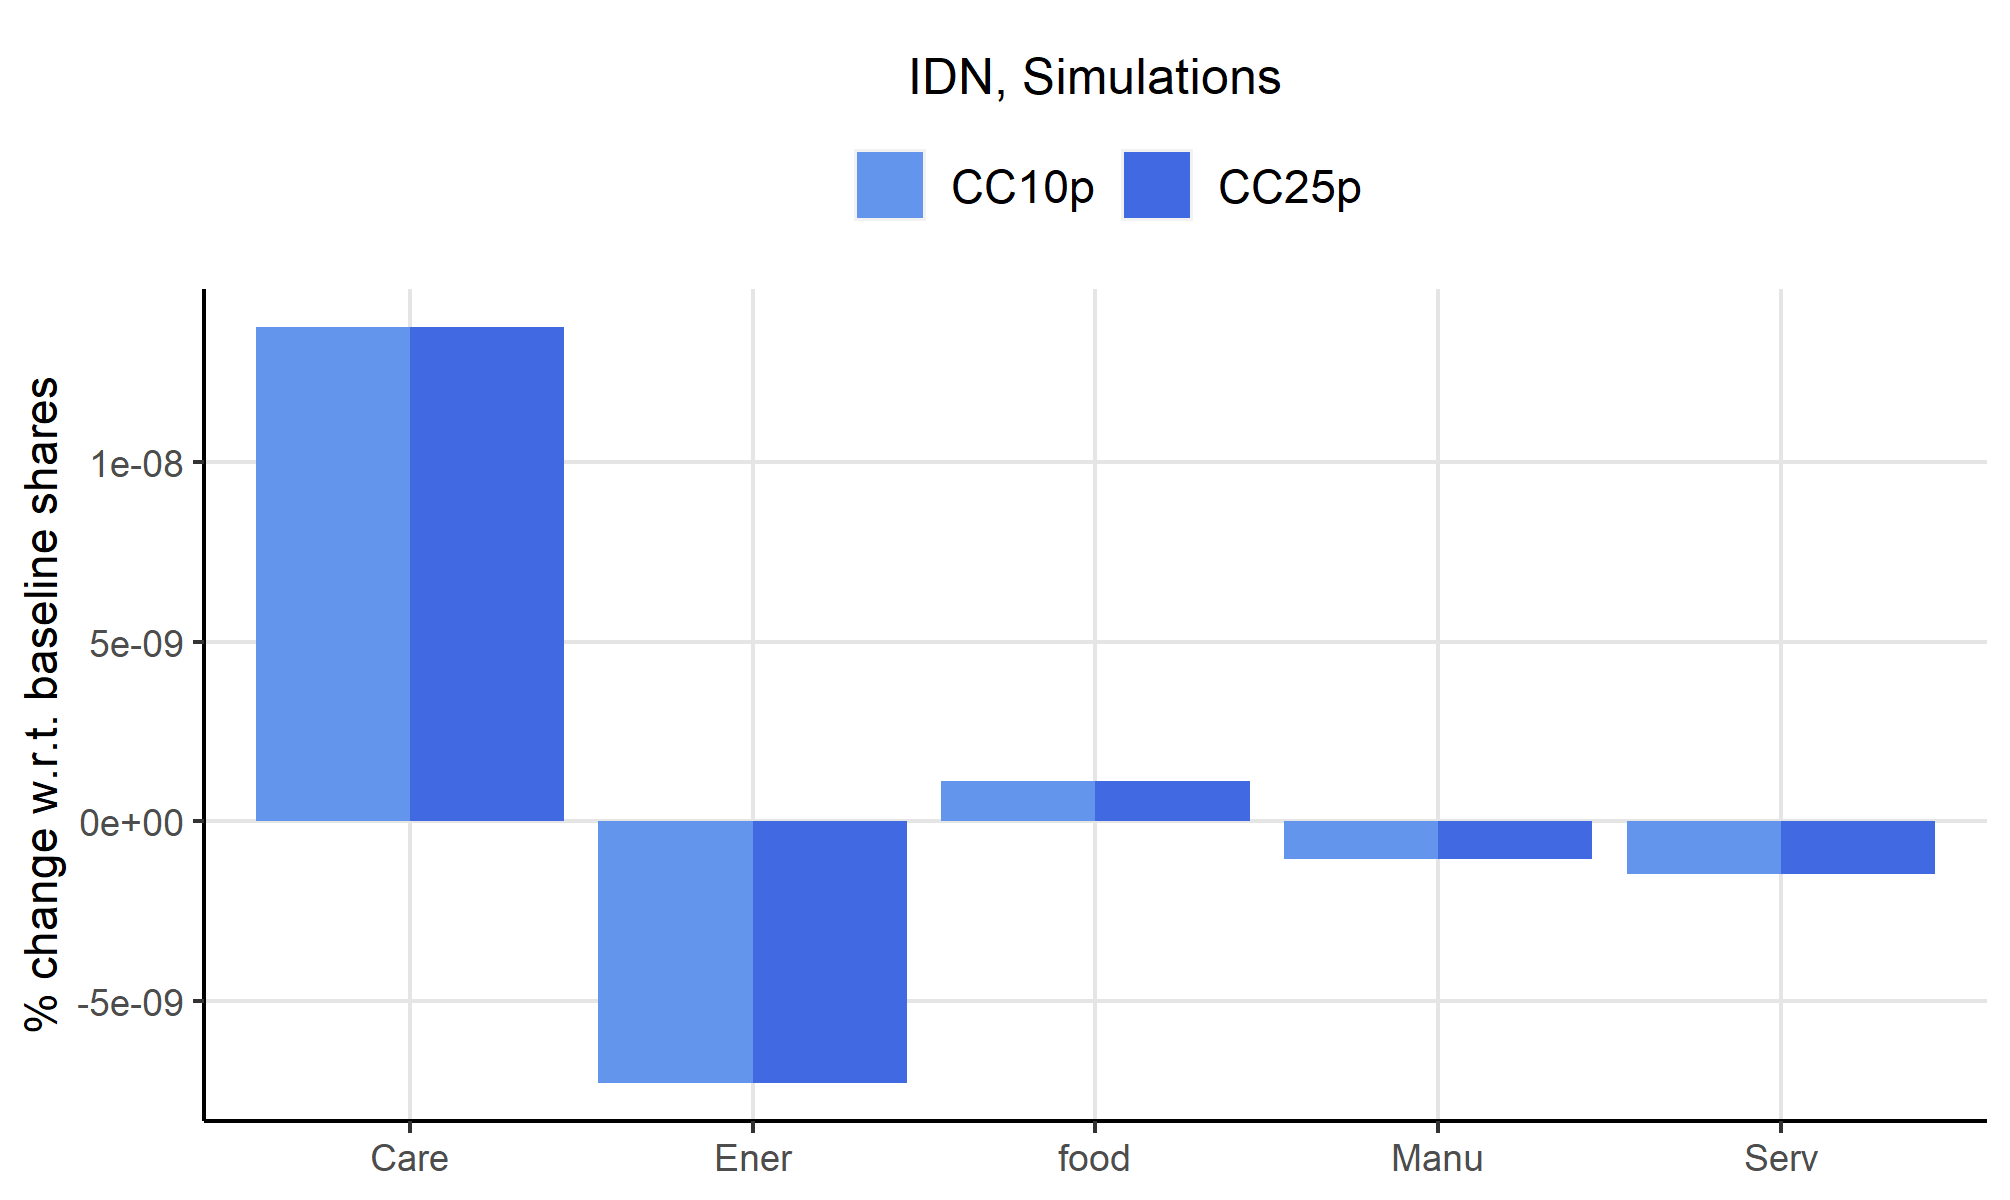 IDN, Simulations
CC10p CC25p
% change w.r.t. baseline shares
1e-08
5e-09
0e+00
-5e-09
Care Ener food Manu Serv